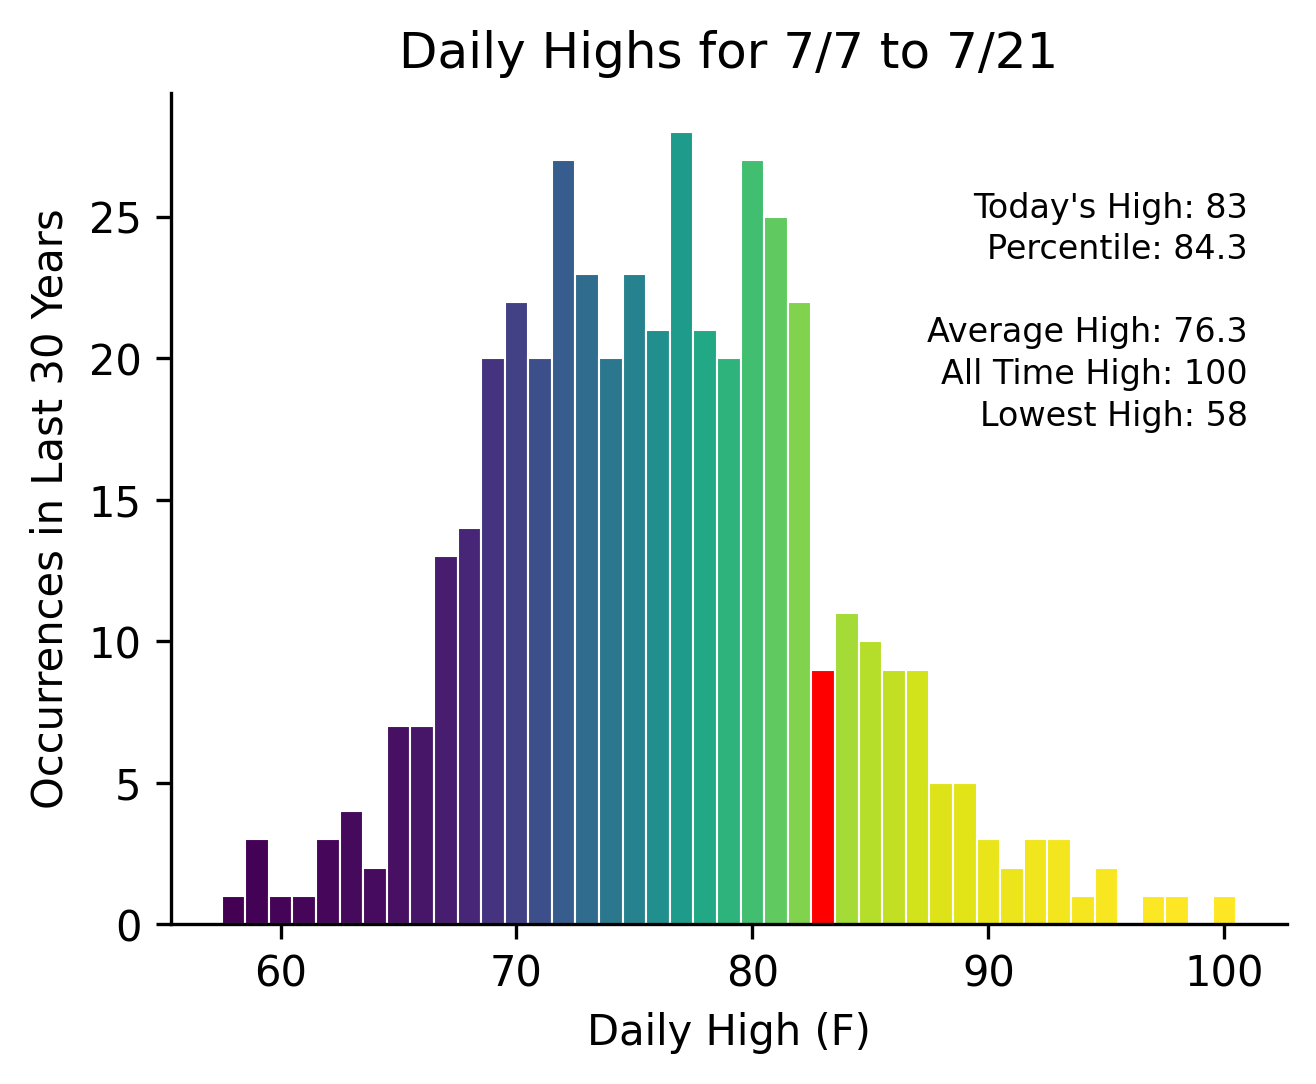 Daily Highs for 7/7 to 7/21
Today's High: 83
Percentile: 84.3
Average High: 76.3
All Time High: 100
Lowest High: 58
Occurrences in Last 30 Years
25
20
15
10
5
0
60 70 80 90 100
Daily High (F)